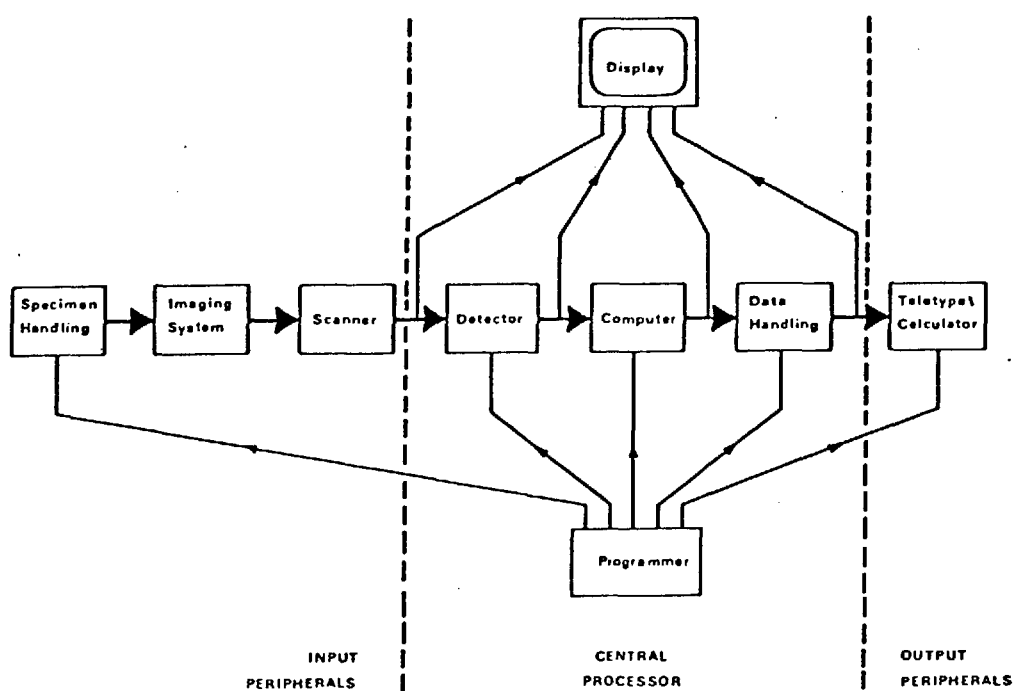 Display
Specimen
Handling
Imaging
System
Scanner
Detector
Computer
Data
Handling
Teletype\
Calculator
Programmer
INPUT
PERIPHERALS
CENTRAL
PROCESSOR
OUTPUT
PERIPHERALS